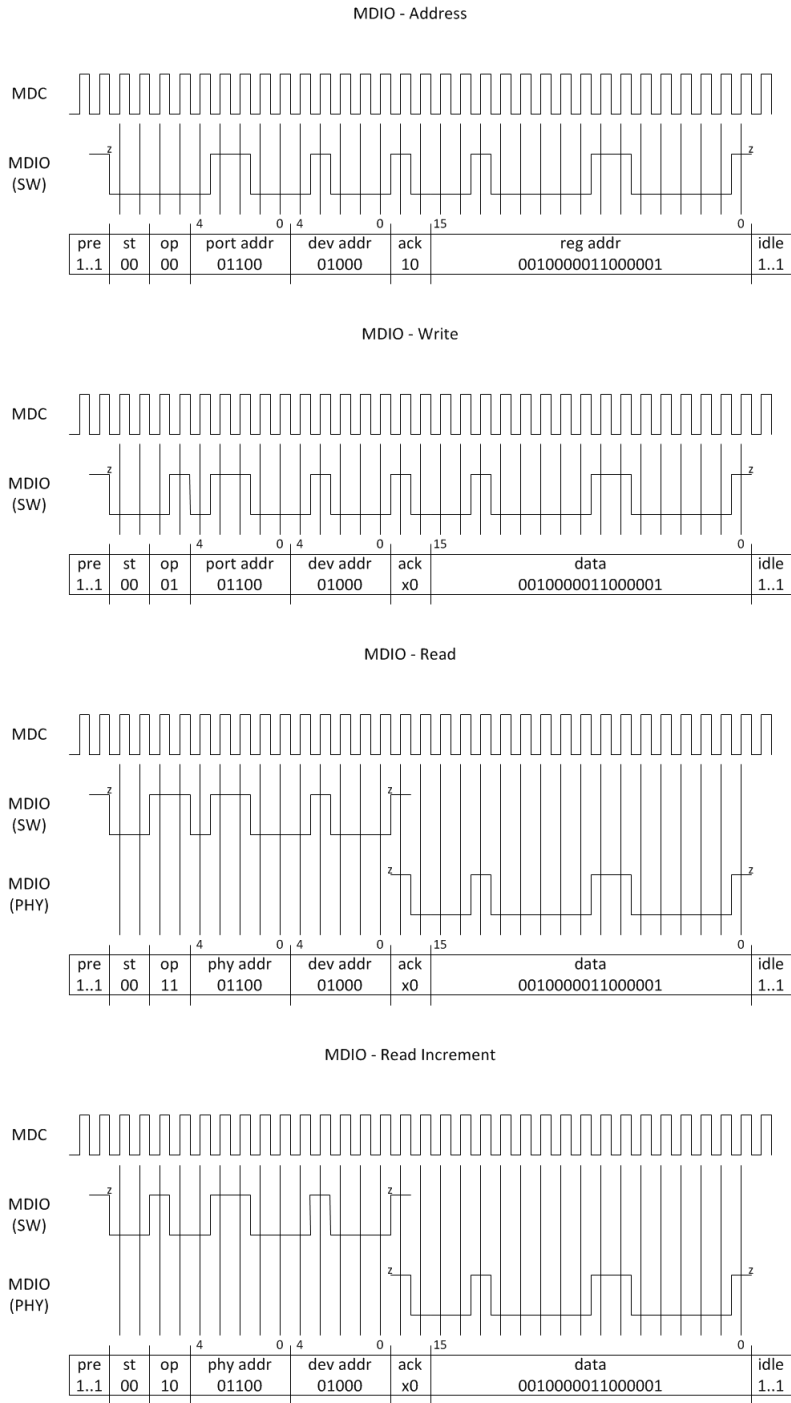 MDIO - Address
MDC
MDIO
(SW)
z z
4 0 4 0 15 0
pre st op port addr dev addr ack reg addr idle
1..1 00 00 01100 01000 10 0010000011000001 1..1
MDIO - Write
MDC
MDIO
(SW)
z z
4 0 4 0 15 0
pre st op port addr dev addr ack data idle
1..1 00 01 01100 01000 x0 0010000011000001 1..1
MDIO - Read
MDC
MDIO
(SW)
z z
MDIO
(PHY)
z z
4 0 4 0 15 0
pre st op phy addr dev addr ack data idle
1..1 00 11 01100 01000 x0 0010000011000001 1..1
MDIO - Read Increment
MDC
MDIO
(SW)
z z
MDIO
(PHY)
z z
4 0 4 0 15 0
pre st op phy addr dev addr ack data idle
1..1 00 10 01100 01000 x0 0010000011000001 1..1